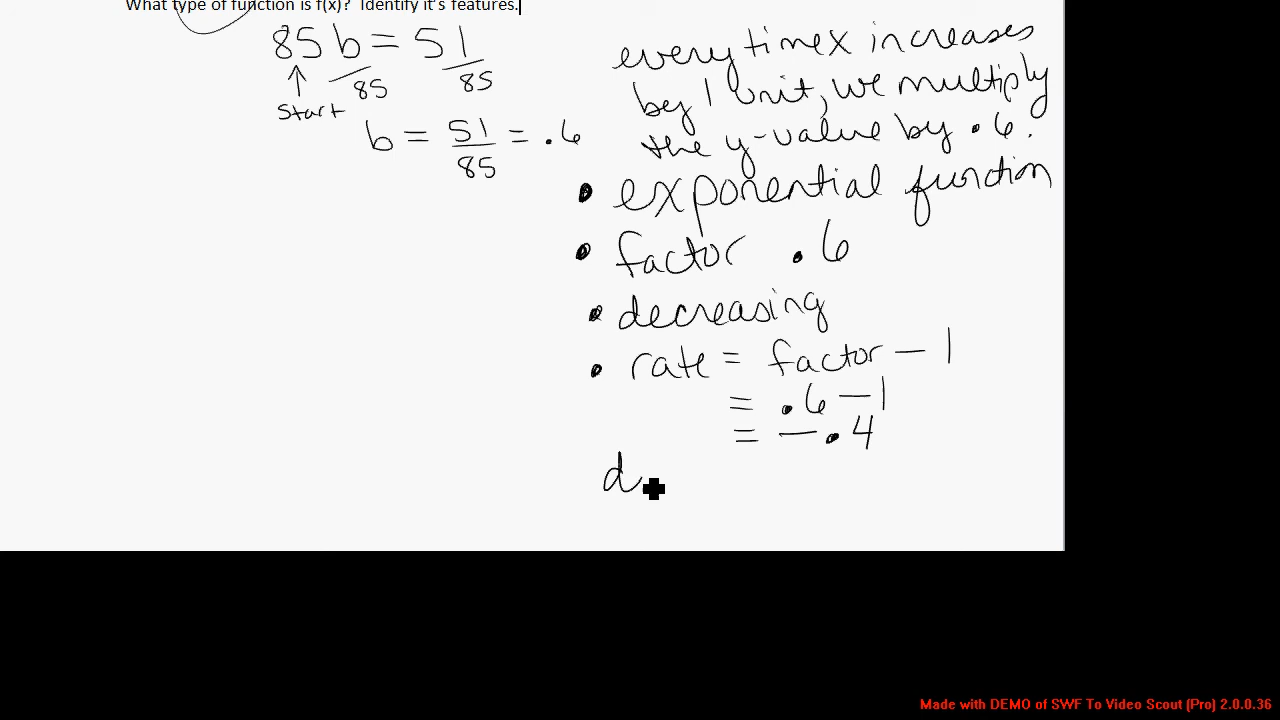 What type of function is f(x)? Identify it's features.
85b = 51
85 85
start
b = 51/85 = .6
every time x increases
by 1 unit, we multiply
the y-value by .6.
• exponential function
• factor .6
• decreasing
• rate = factor - 1
= .6 - 1
= -.4
d
Made with DEMO of SWF To Video Scout (Pro) 2.0.0.36